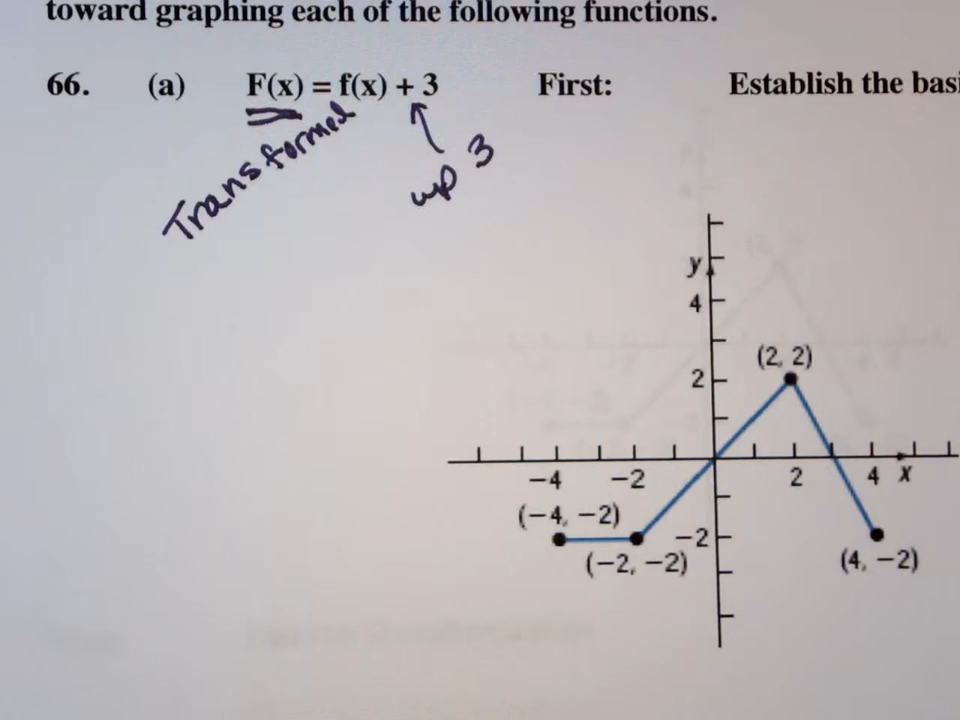 toward graphing each of the following functions.
66. (a) F(x) = f(x) + 3 First: Establish the basi
Transformed
up 3
y
4
(2, 2)
2
-4 -2 2 4 x
(-4, -2)
-2
(-2, -2) (4, -2)